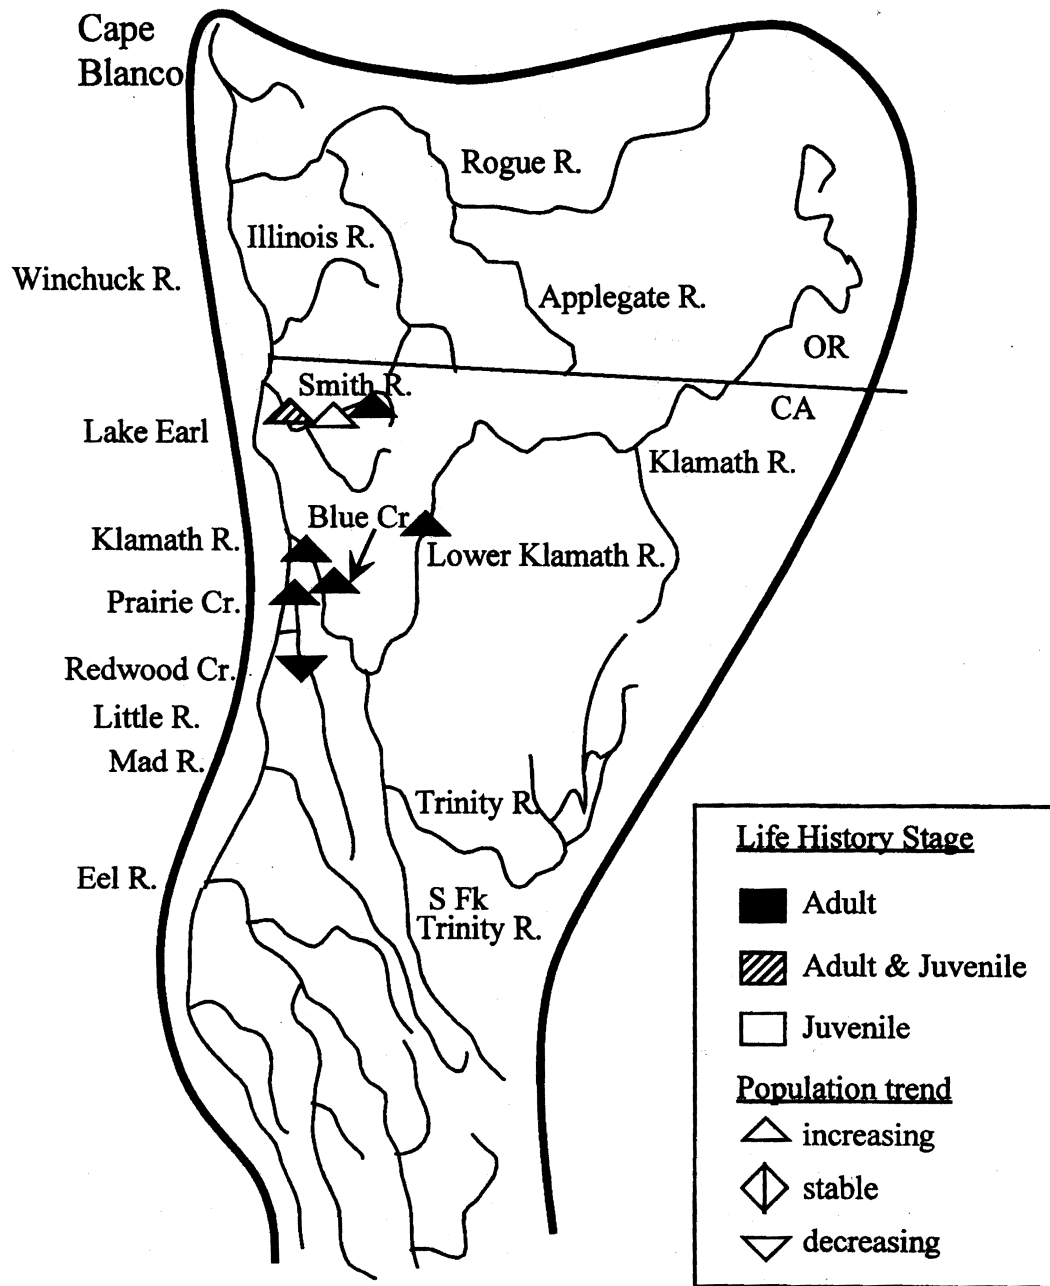 Cape
Blanco
Rogue R.
Illinois R.
Winchuck R.
Applegate R.
OR
Smith R.
CA
Lake Earl
Klamath R.
Blue Cr.
Klamath R.
Lower Klamath R.
Prairie Cr.
Redwood Cr.
Little R.
Mad R.
Trinity R.
Eel R.
S Fk
Trinity R.
Life History Stage
Adult
Adult & Juvenile
Juvenile
Population trend
increasing
stable
decreasing